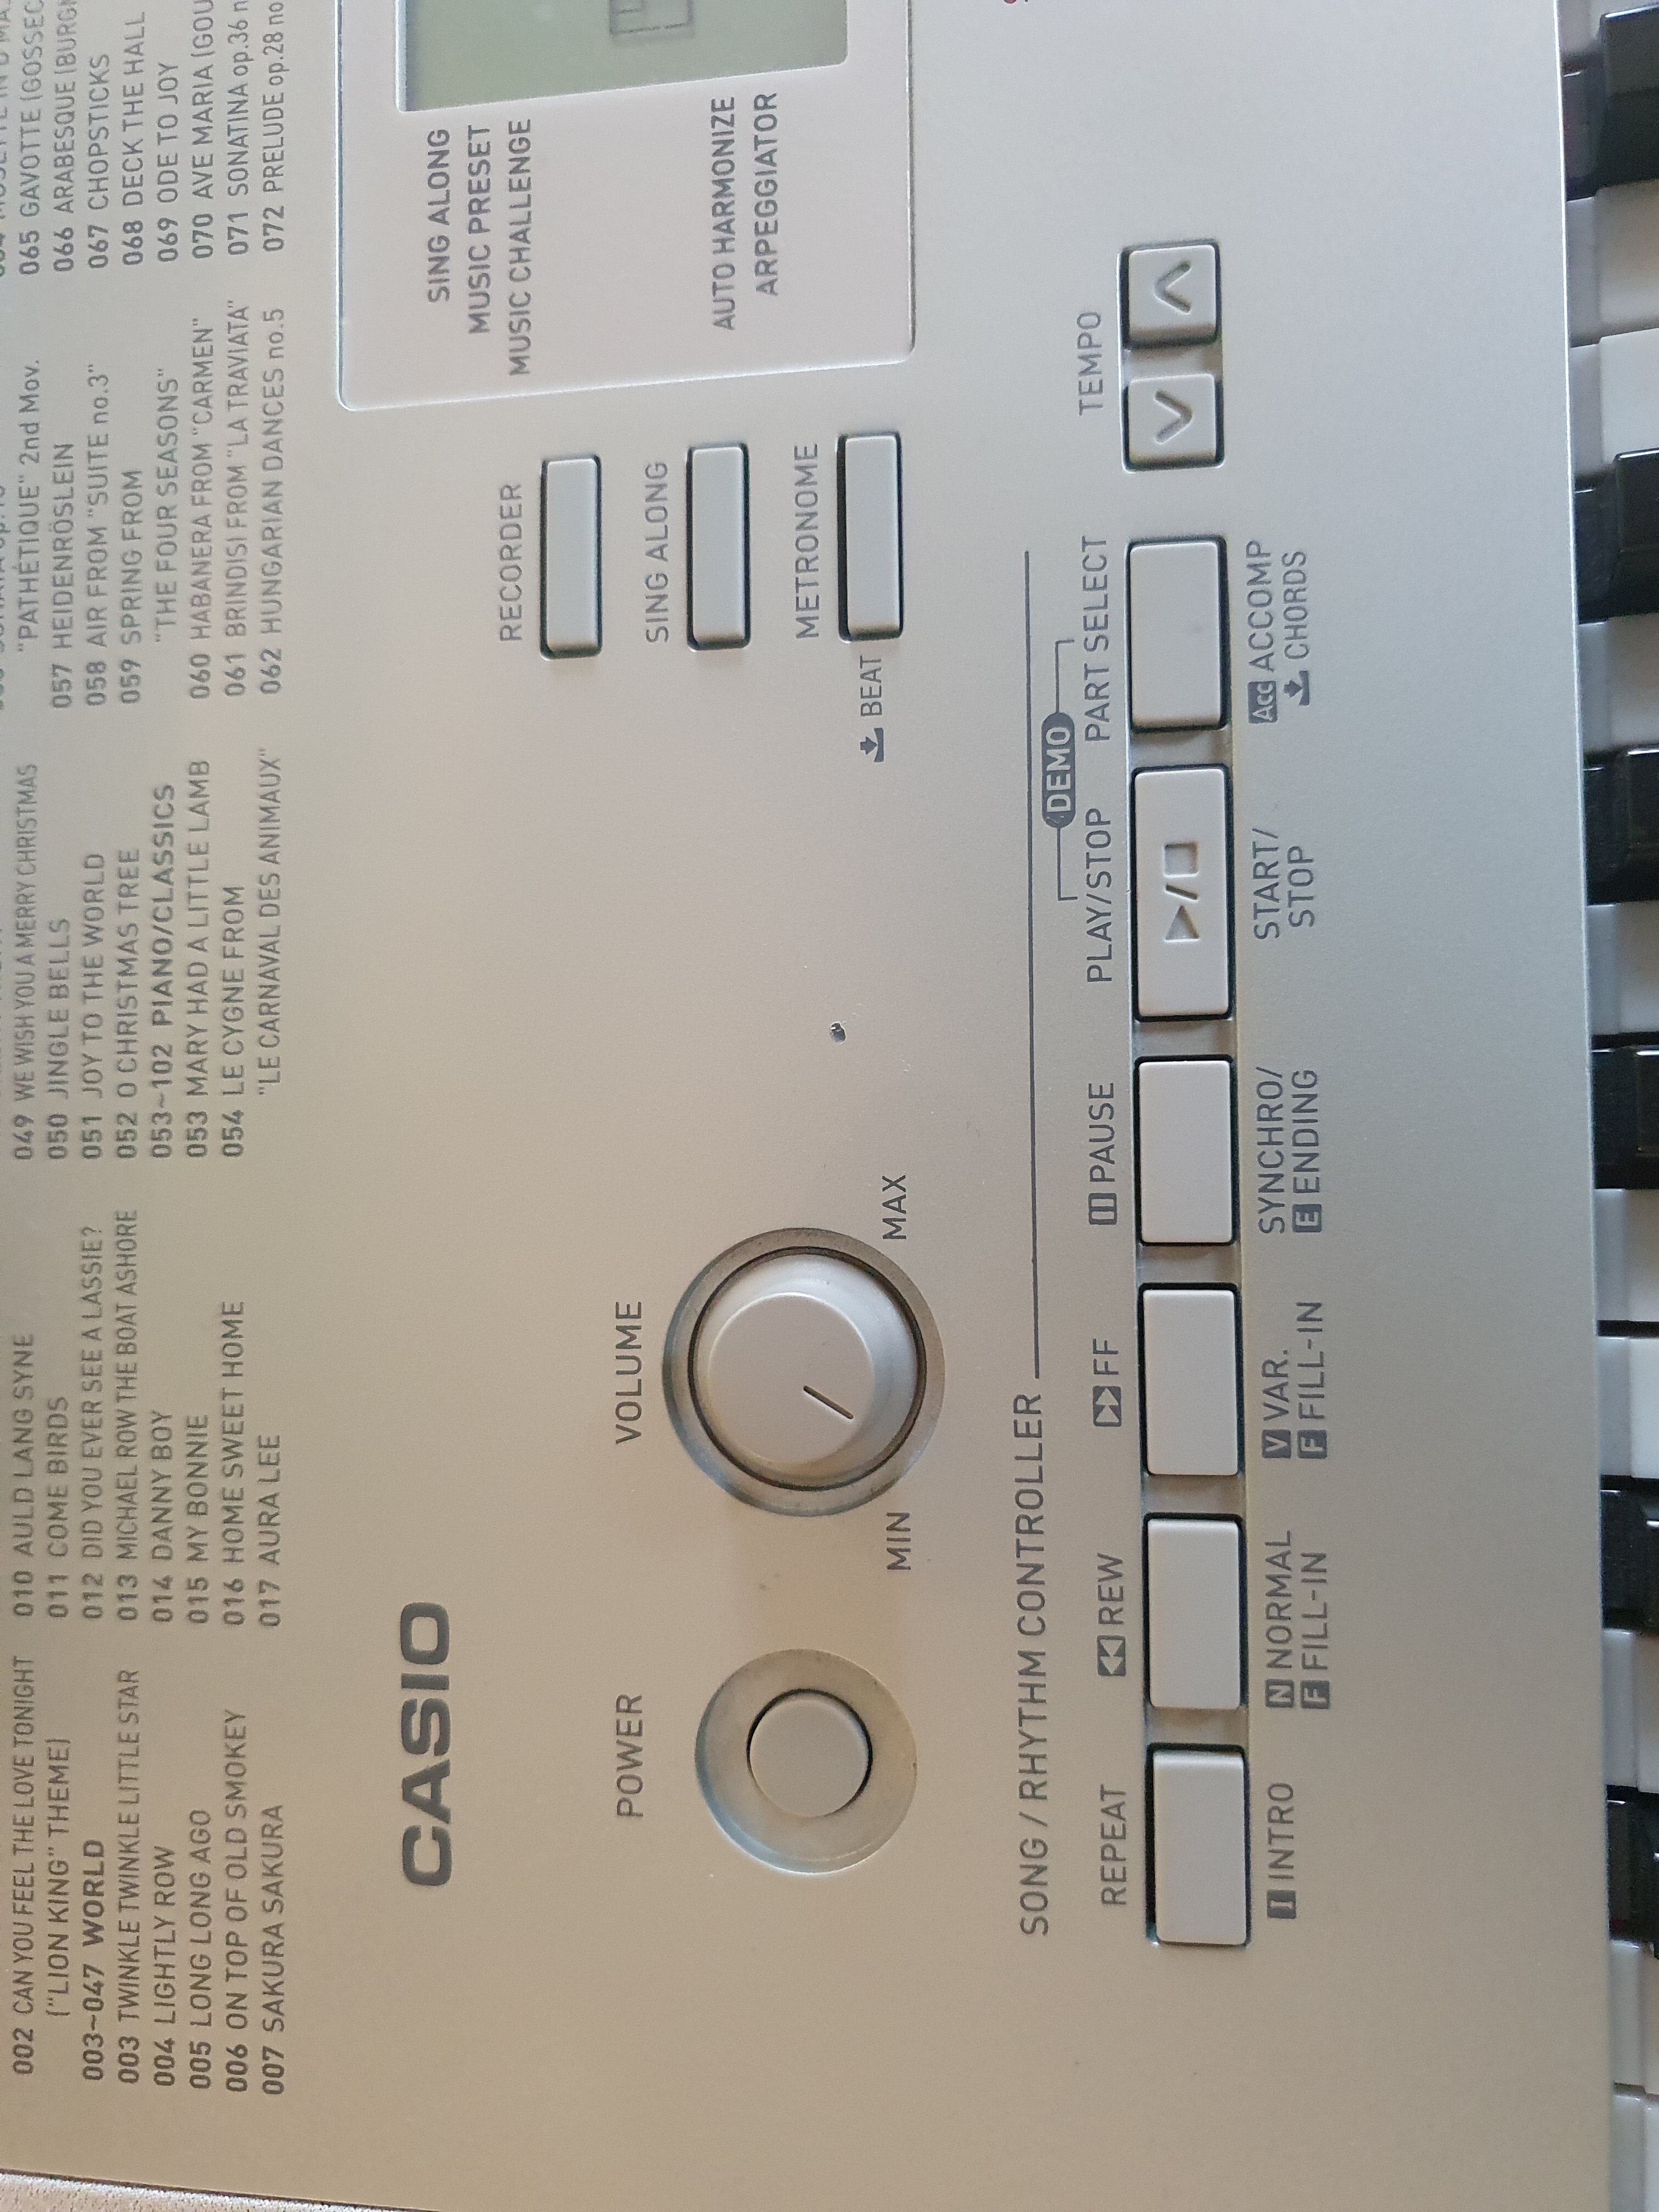 002 CAN YOU FEEL THE LOVE TONIGHT
("LION KING" THEME)
003~047 WORLD
003 TWINKLE TWINKLE LITTLE STAR
004 LIGHTLY ROW
005 LONG LONG AGO
006 ON TOP OF OLD SMOKEY
007 SAKURA SAKURA
010 AULD LANG SYNE
011 COME BIRDS
012 DID YOU EVER SEE A LASSIE?
013 MICHAEL ROW THE BOAT ASHORE
014 DANNY BOY
015 MY BONNIE
016 HOME SWEET HOME
017 AURA LEE
049 WE WISH YOU A MERRY CHRISTMAS
050 JINGLE BELLS
051 JOY TO THE WORLD
052 O CHRISTMAS TREE
053~102 PIANO/CLASSICS
053 MARY HAD A LITTLE LAMB
054 LE CYGNE FROM
"LE CARNAVAL DES ANIMAUX"
"PATHÉTIQUE" 2nd Mov.
057 HEIDENRÖSLEIN
058 AIR FROM "SUITE no.3"
059 SPRING FROM
"THE FOUR SEASONS"
060 HABANERA FROM "CARMEN"
061 BRINDISI FROM "LA TRAVIATA"
062 HUNGARIAN DANCES no.5
065 GAVOTTE (GOSSEC
066 ARABESQUE (BURG
067 CHOPSTICKS
068 DECK THE HALL
069 ODE TO JOY
070 AVE MARIA (GOU
071 SONATINA op.36 n
072 PRELUDE op.28 no
CASIO
POWER
VOLUME
MIN
MAX
RECORDER
SING ALONG
METRONOME
BEAT
SING ALONG
MUSIC PRESET
MUSIC CHALLENGE
AUTO HARMONIZE
ARPEGGIATOR
SONG / RHYTHM CONTROLLER
DEMO
REPEAT
REW
FF
PAUSE
PLAY/STOP
PART SELECT
TEMPO
I INTRO
N NORMAL
F FILL-IN
V VAR.
F FILL-IN
SYNCHRO/
E ENDING
START/
STOP
Acc ACCOMP
CHORDS